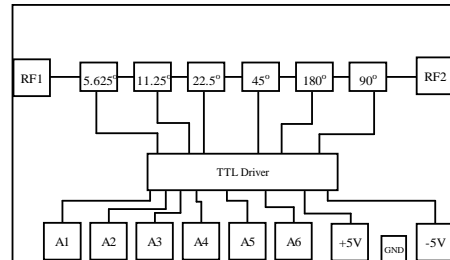 RF1 5.625° 11.25° 22.5° 45° 180° 90° RF2
TTL Driver
A1 A2 A3 A4 A5 A6 +5V GND -5V